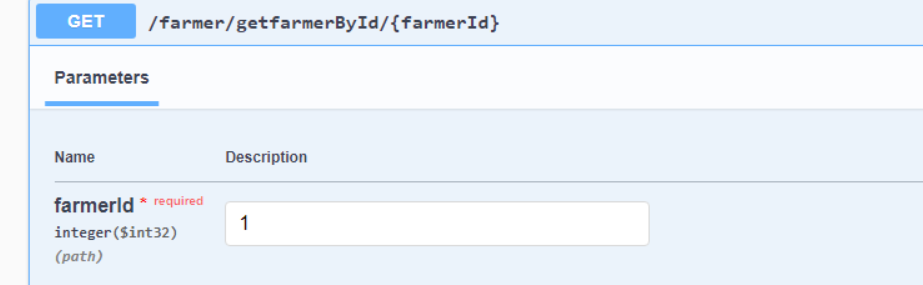 GET /farmer/getfarmerById/{farmerId}
Parameters
Name Description
farmerId * required
integer($int32)
(path)
1